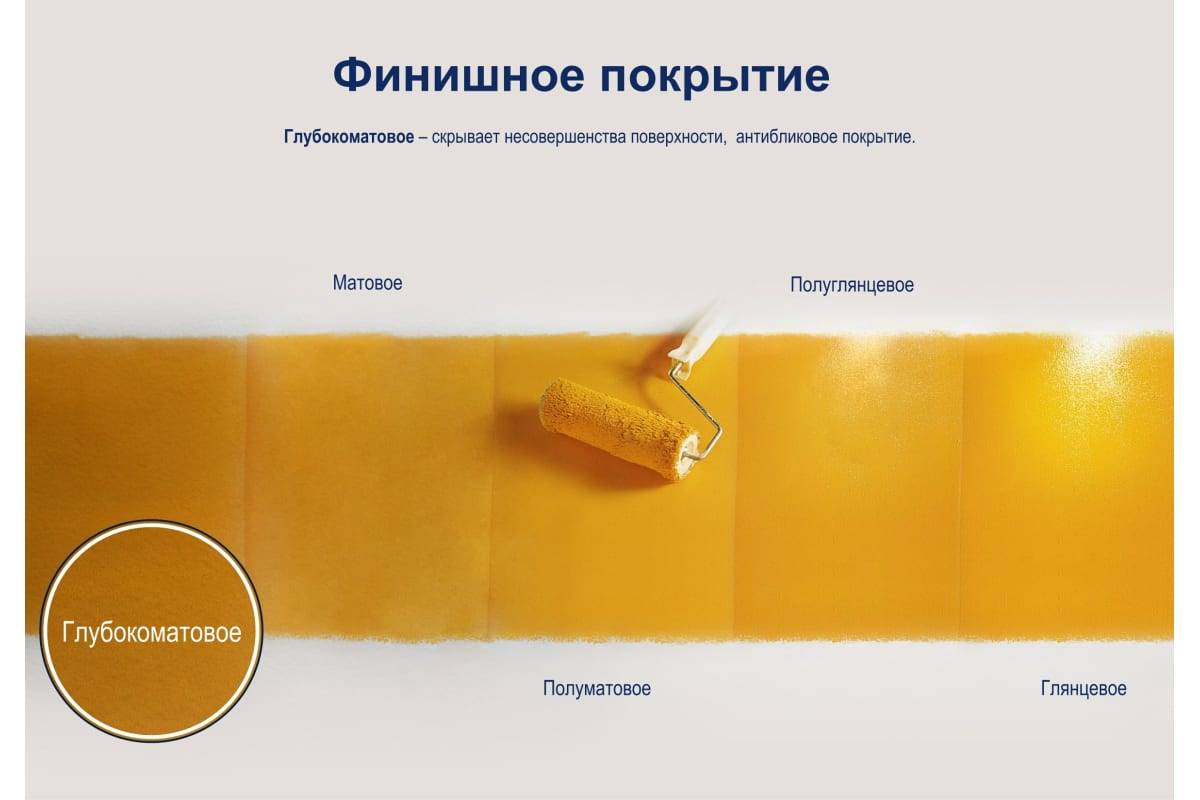 Финишное покрытие
Глубокоматовое – скрывает несовершенства поверхности, антибликовое покрытие.
Матовое
Полуглянцевое
Глубокоматовое
Полуматовое
Глянцевое